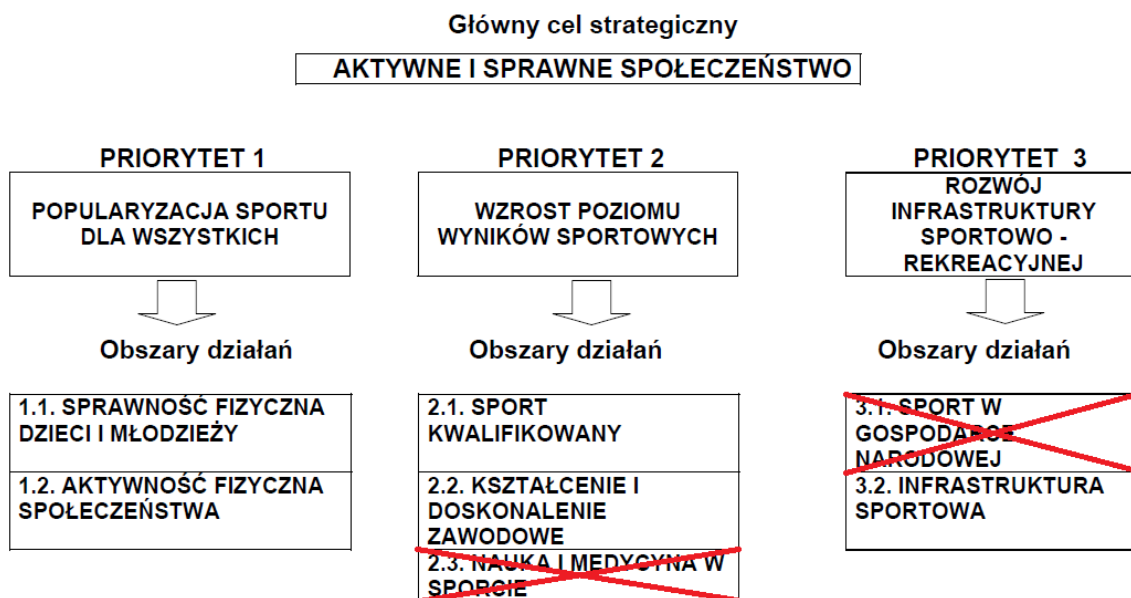 Główny cel strategiczny
AKTYWNE I SPRAWNE SPOŁECZEŃSTWO
PRIORYTET 1
POPULARYZACJA SPORTU
DLA WSZYSTKICH
Obszary działań
1.1. SPRAWNOŚĆ FIZYCZNA
DZIECI I MŁODZIEŻY
1.2. AKTYWNOŚĆ FIZYCZNA
SPOŁECZEŃSTWA
PRIORYTET 2
WZROST POZIOMU
WYNIKÓW SPORTOWYCH
Obszary działań
2.1. SPORT
KWALIFIKOWANY
2.2. KSZTAŁCENIE I
DOSKONALENIE
ZAWODOWE
2.3. NAUKA I MEDYCYNA W
SPORCIE
PRIORYTET 3
ROZWÓJ
INFRASTRUKTURY
SPORTOWO -
REKREACYJNEJ
Obszary działań
3.1. SPORT W
GOSPODARCE
NARODOWEJ
3.2. INFRASTRUKTURA
SPORTOWA